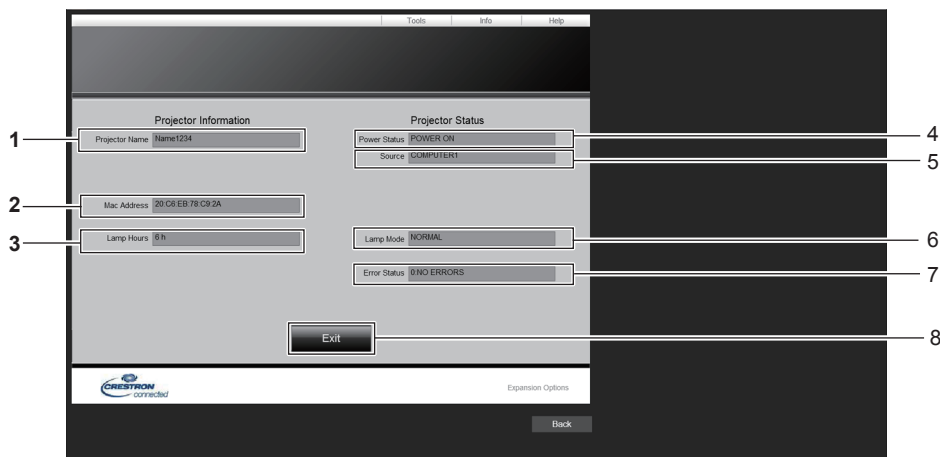 Tools Info Help
Projector Information
Projector Status
1
Projector Name Name1234
Power Status POWER ON
4
Source COMPUTER1
5
2
Mac Address 20:C6:EB:78:C9:2A
3
Lamp Hours 6 h
Lamp Mode NORMAL
6
Error Status 0:NO ERRORS
7
Exit
8
CRESTRON
connected
Expansion Options
Back